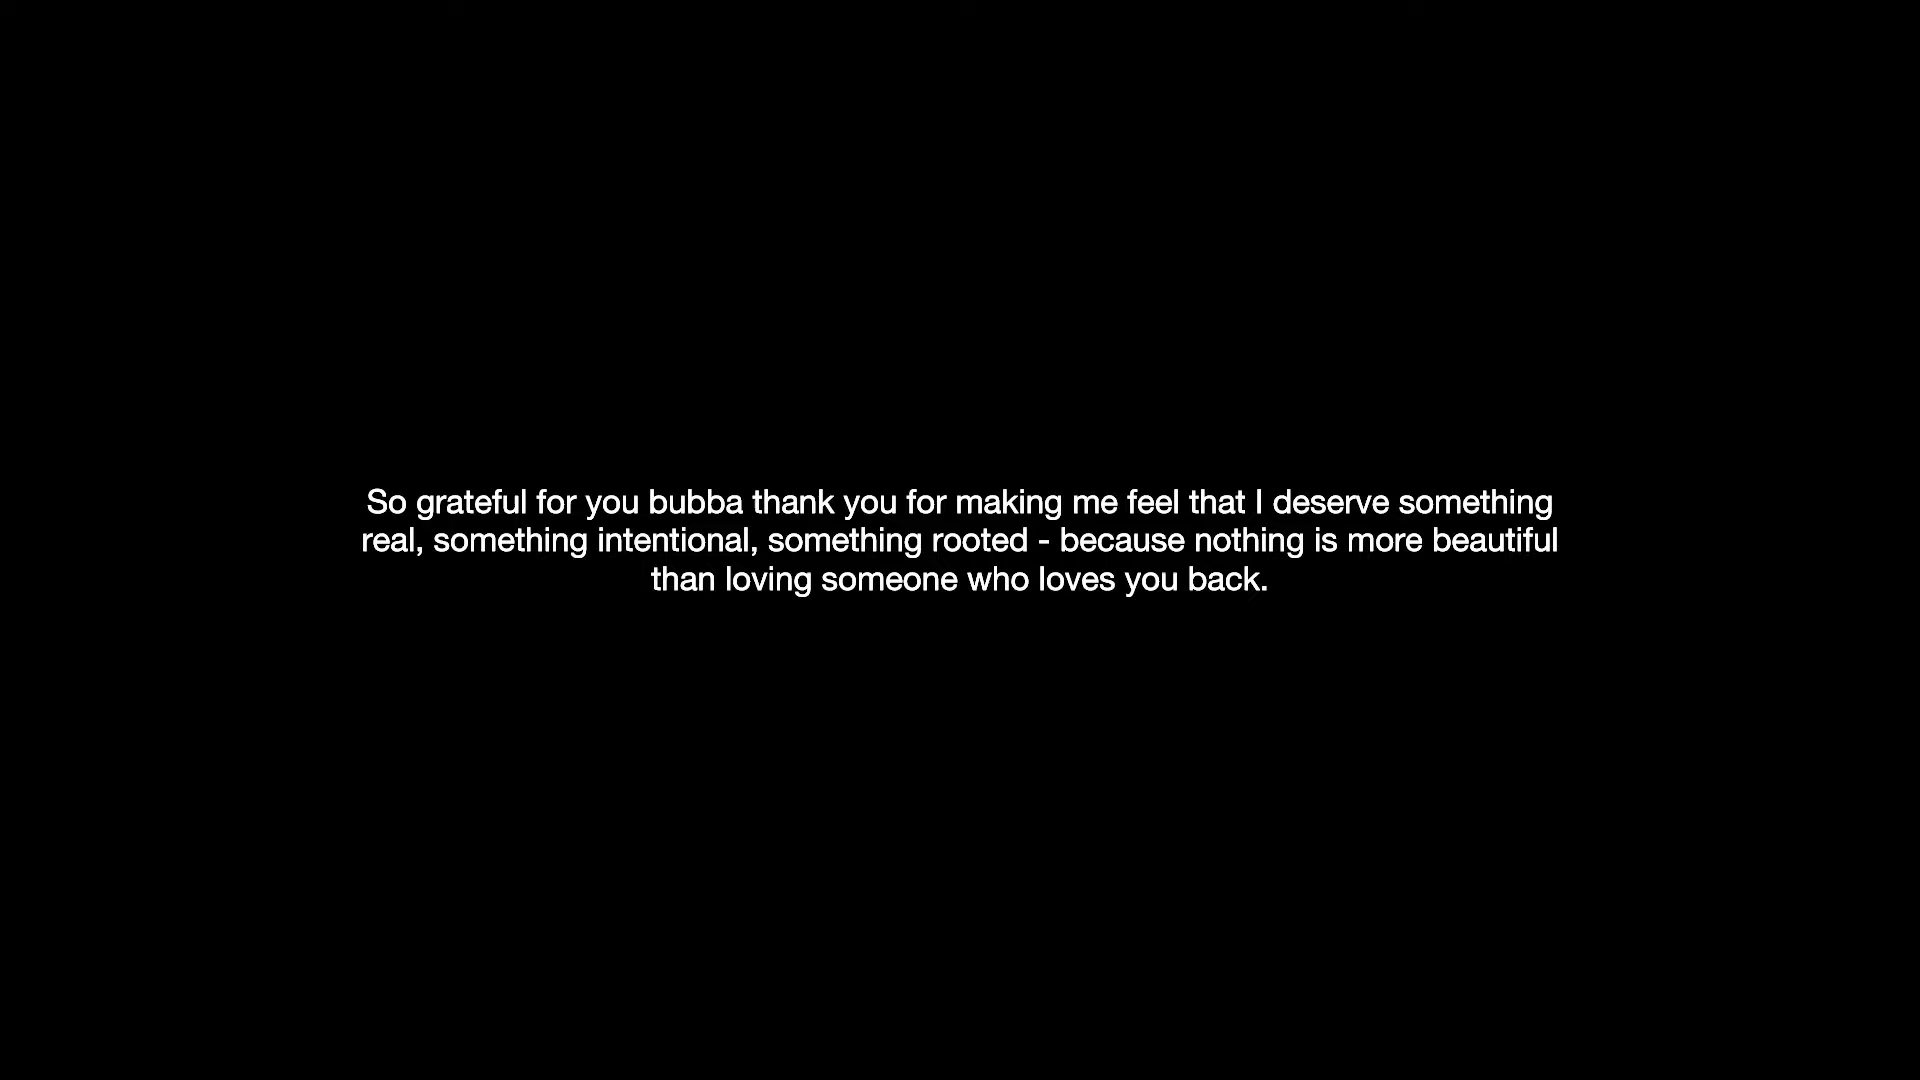 So grateful for you bubba thank you for making me feel that I deserve something
real, something intentional, something rooted - because nothing is more beautiful
than loving someone who loves you back.